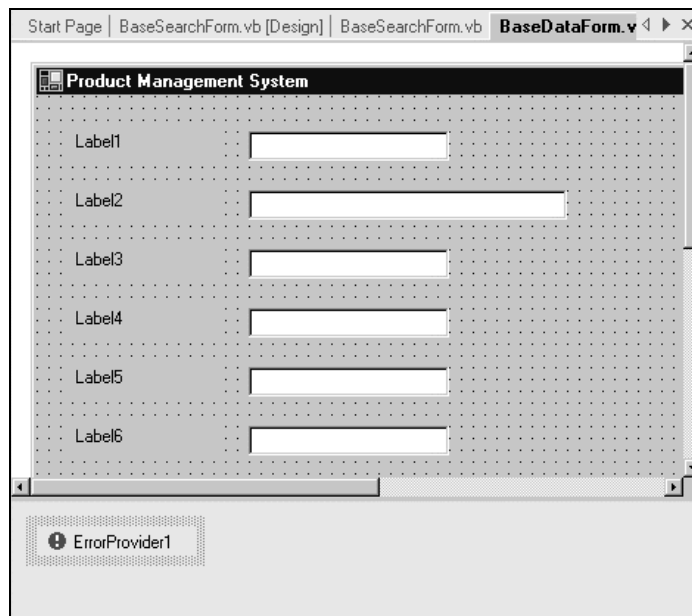 Start Page | BaseSearchForm.vb [Design] | BaseSearchForm.vb | BaseDataForm.v
Product Management System
Label1
Label2
Label3
Label4
Label5
Label6
ErrorProvider1